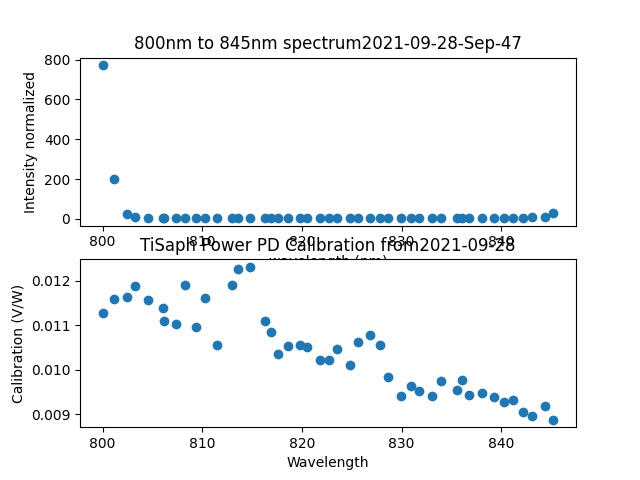 800nm to 845nm spectrum2021-09-28-Sep-47
Intensity normalized
800
600
400
200
0
800 810 820 830 840
wavelength (nm)
TiSaph Power PD Calibration from2021-09-28
Calibration (V/W)
0.012
0.011
0.010
0.009
800 810 820 830 840
Wavelength